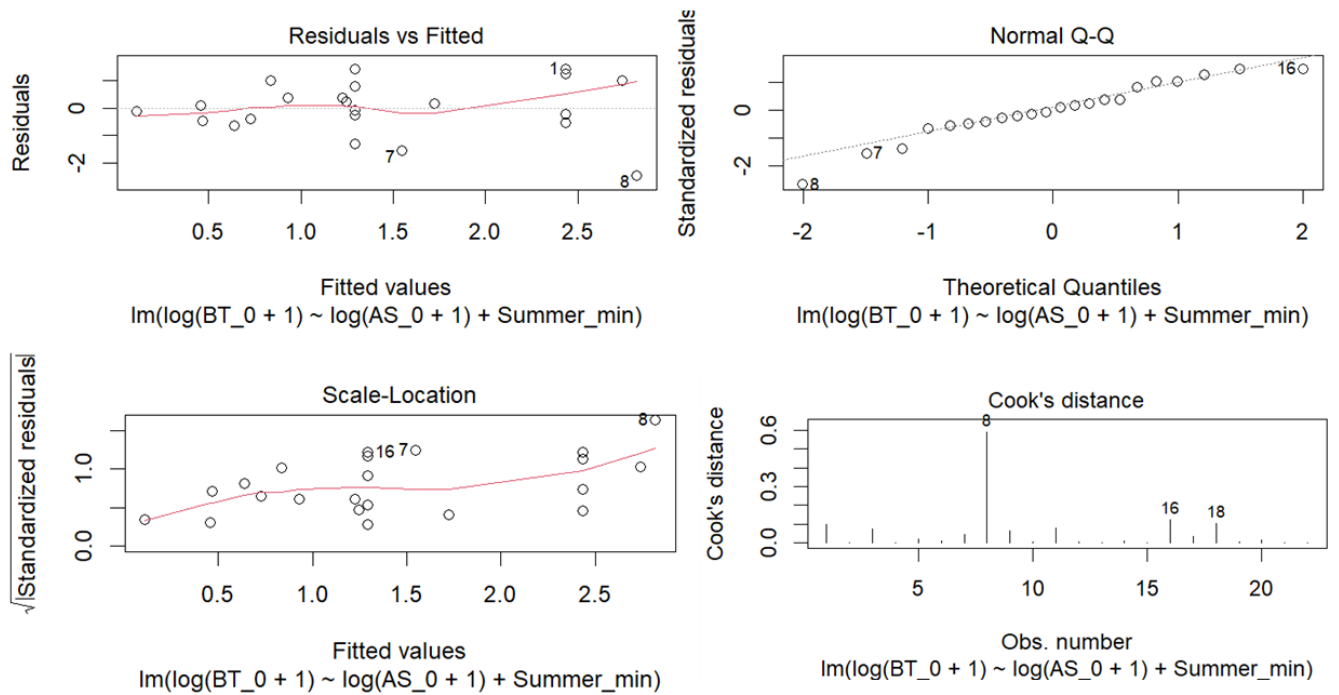 Residuals vs Fitted
Residuals
0
-2
1
7
8
0.5 1.0 1.5 2.0 2.5
Fitted values
lm(log(BT_0 + 1) ~ log(AS_0 + 1) + Summer_min)
Normal Q-Q
Standardized residuals
0
-2
16
7
8
-2 -1 0 1 2
Theoretical Quantiles
lm(log(BT_0 + 1) ~ log(AS_0 + 1) + Summer_min)
Scale-Location
√|Standardized residuals|
1.0
0.0
8
16 7
0.5 1.0 1.5 2.0 2.5
Fitted values
lm(log(BT_0 + 1) ~ log(AS_0 + 1) + Summer_min)
Cook's distance
Cook's distance
0.6
0.3
0.0
8
16
18
5 10 15 20
Obs. number
lm(log(BT_0 + 1) ~ log(AS_0 + 1) + Summer_min)